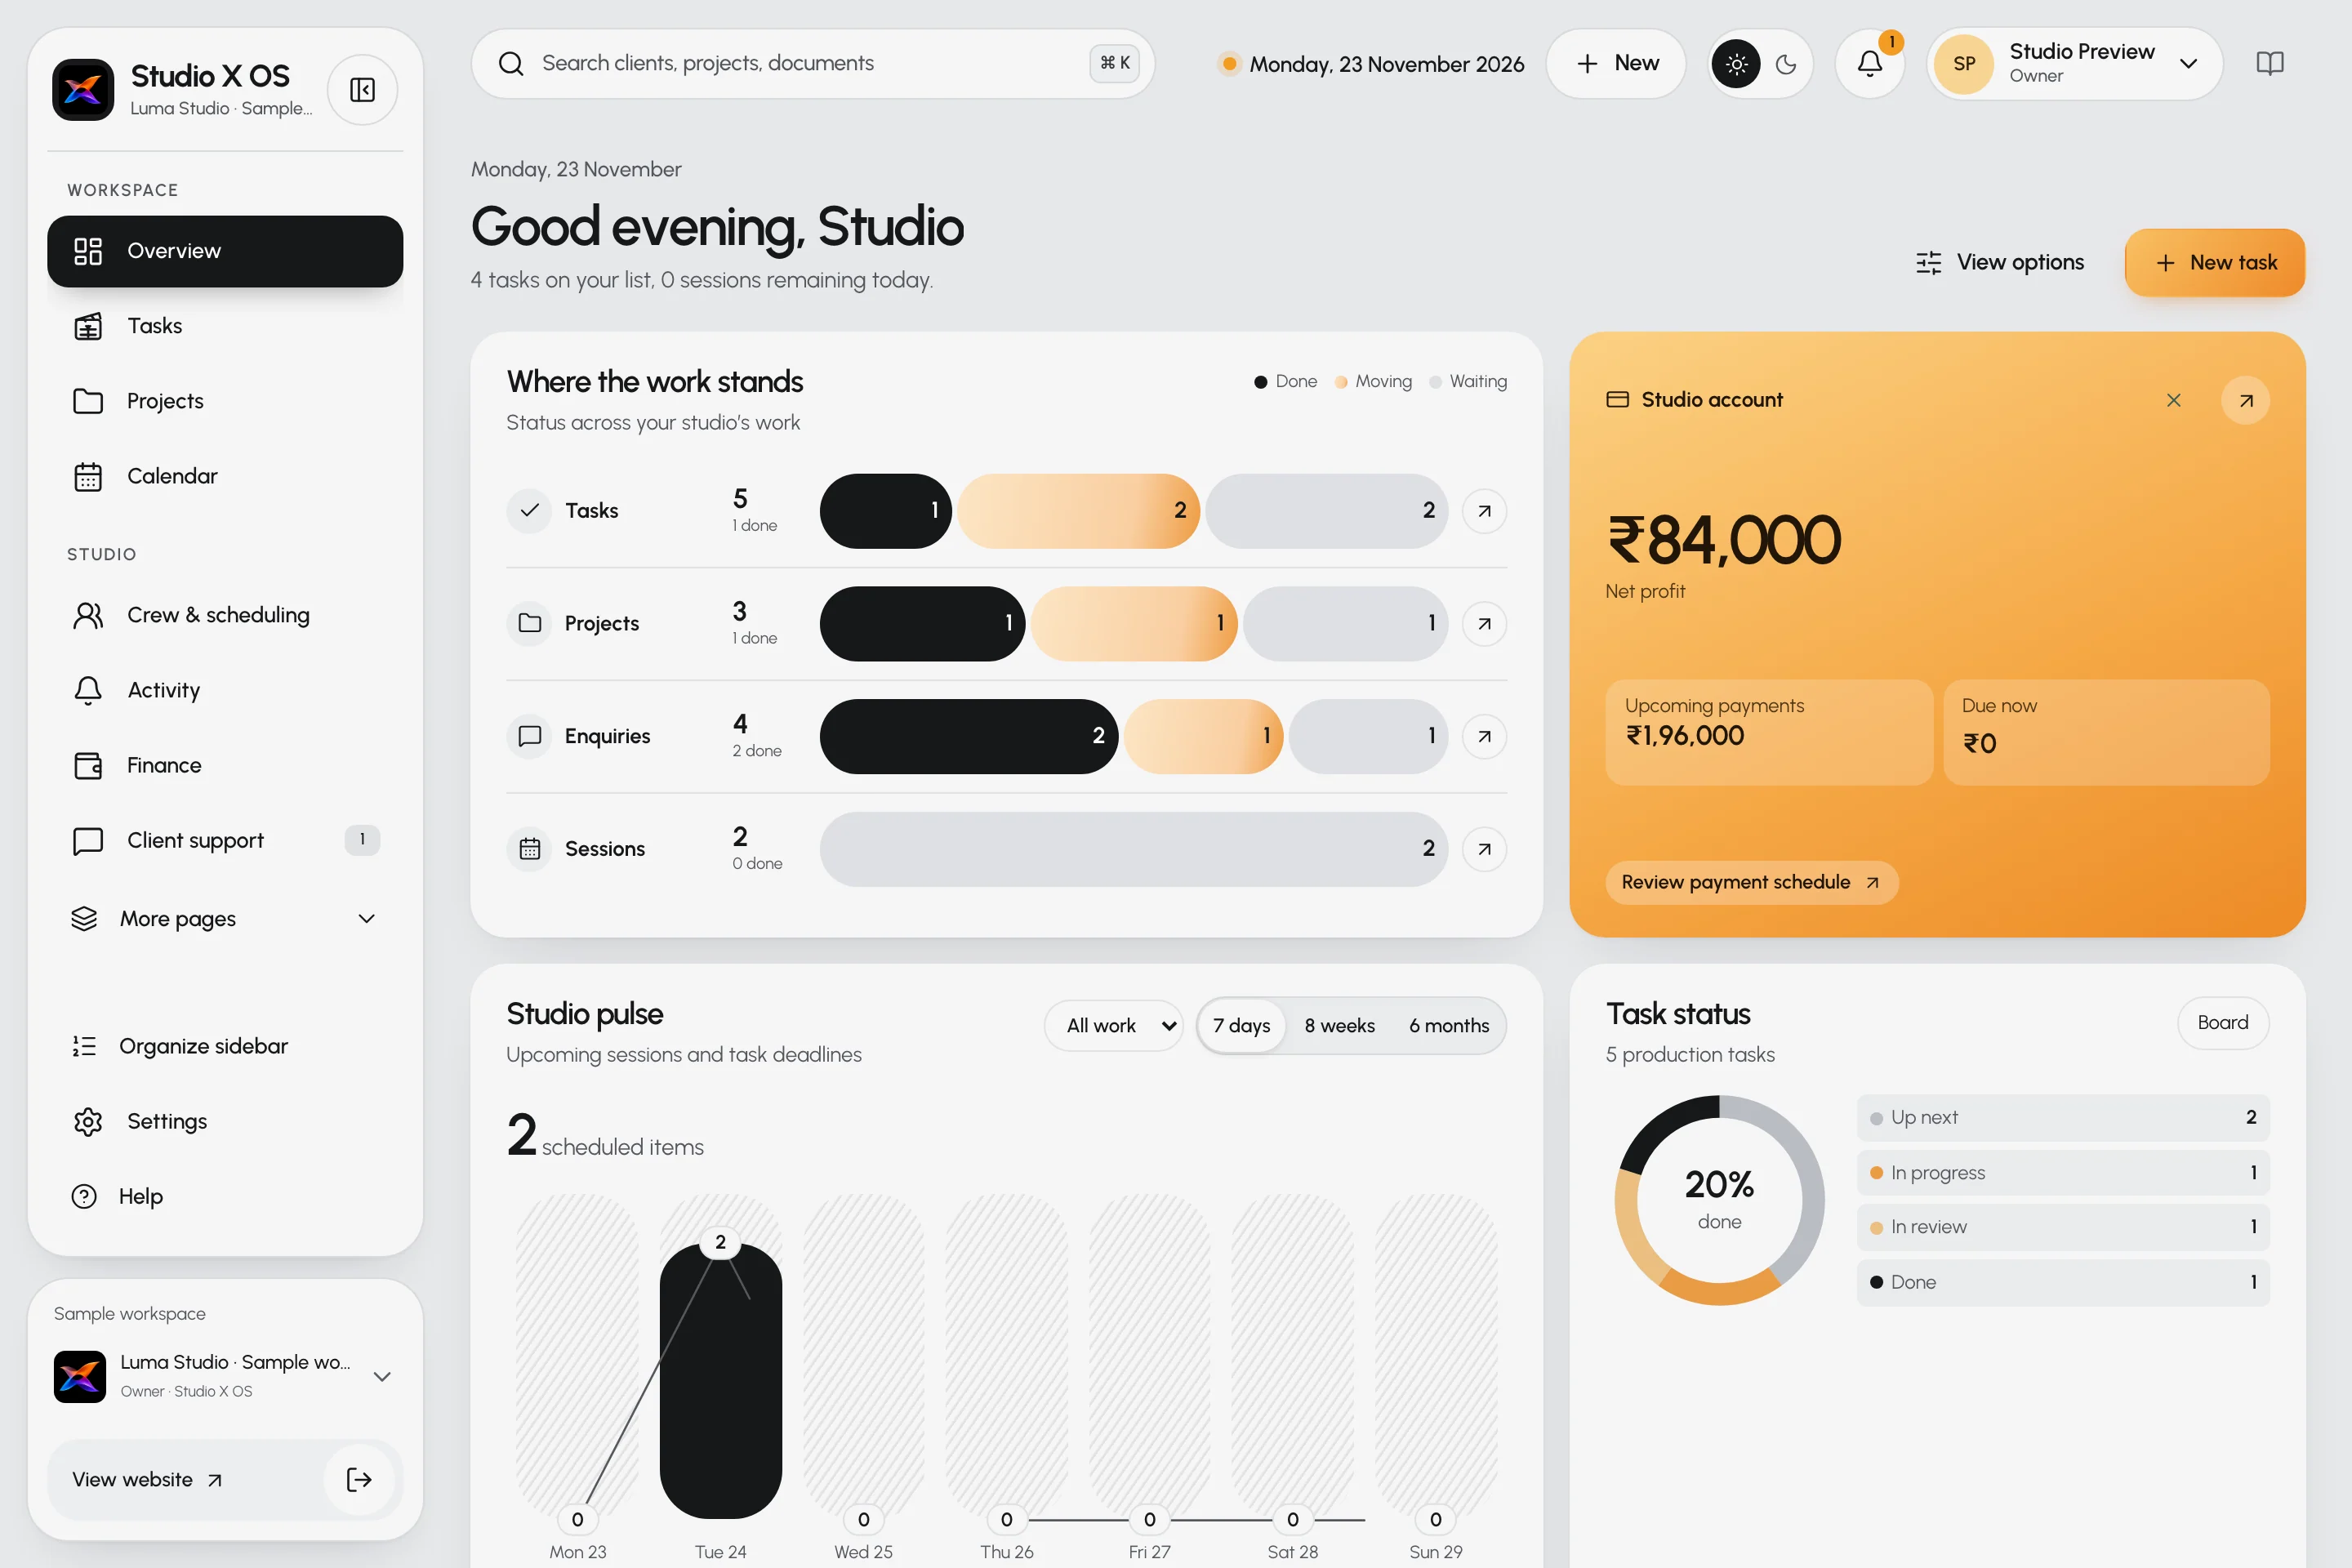 Studio X OS
Luma Studio · Sample...
WORKSPACE
Overview
Tasks
Projects
Calendar
STUDIO
Crew & scheduling
Activity
Finance
Client support 1
More pages
Organize sidebar
Settings
Help
Sample workspace
Luma Studio · Sample wo...
Owner · Studio X OS
View website
Search clients, projects, documents ⌘ K
Monday, 23 November 2026
New
1
SP
Studio Preview
Owner
Monday, 23 November
Good evening, Studio
4 tasks on your list, 0 sessions remaining today.
View options
New task
Where the work stands
Status across your studio’s work
Done Moving Waiting
Tasks 5 1 done 1 2 2
Projects 3 1 done 1 1 1
Enquiries 4 2 done 2 1 1
Sessions 2 0 done 2
Studio account
₹84,000
Net profit
Upcoming payments
₹1,96,000
Due now
₹0
Review payment schedule
Studio pulse
Upcoming sessions and task deadlines
All work 7 days 8 weeks 6 months
2 scheduled items
2
0 0 0 0 0 0
Mon 23 Tue 24 Wed 25 Thu 26 Fri 27 Sat 28 Sun 29
Task status
5 production tasks
Board
20%
done
Up next 2
In progress 1
In review 1
Done 1